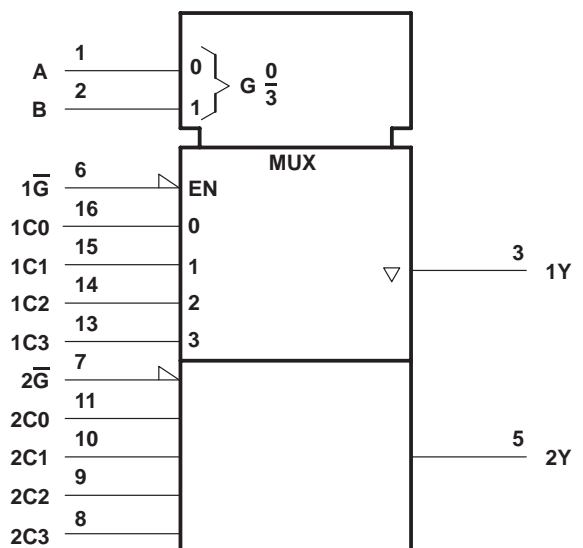 A 1 0
B 2 1
G 0/3
MUX
1G̅ 6 EN
1C0 16 0
1C1 15 1
1C2 14 2
1C3 13 3
▽ 3 1Y
2G̅ 7
2C0 11
2C1 10
2C2 9
2C3 8
5 2Y